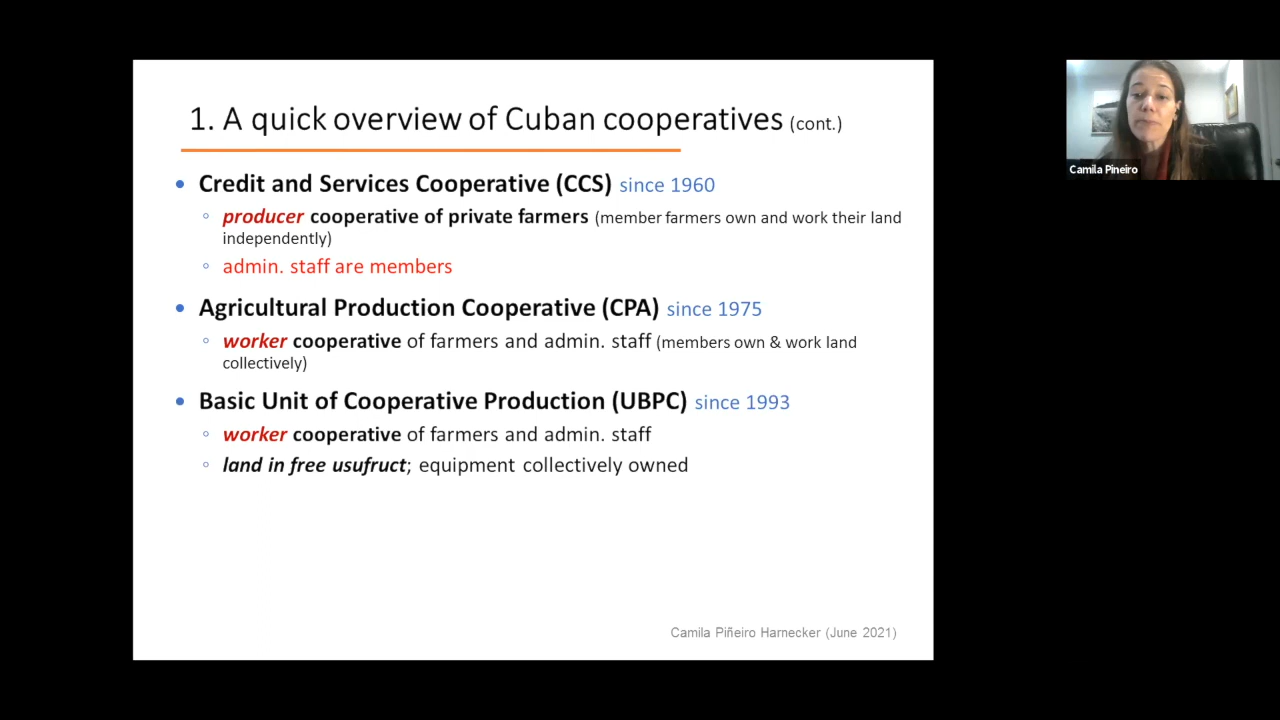 1. A quick overview of Cuban cooperatives (cont.)
• Credit and Services Cooperative (CCS) since 1960
◦ producer cooperative of private farmers (member farmers own and work their land
independently)
◦ admin. staff are members
• Agricultural Production Cooperative (CPA) since 1975
◦ worker cooperative of farmers and admin. staff (members own & work land
collectively)
• Basic Unit of Cooperative Production (UBPC) since 1993
◦ worker cooperative of farmers and admin. staff
◦ land in free usufruct; equipment collectively owned
Camila Piñeiro Harnecker (June 2021)
Camila Pineiro